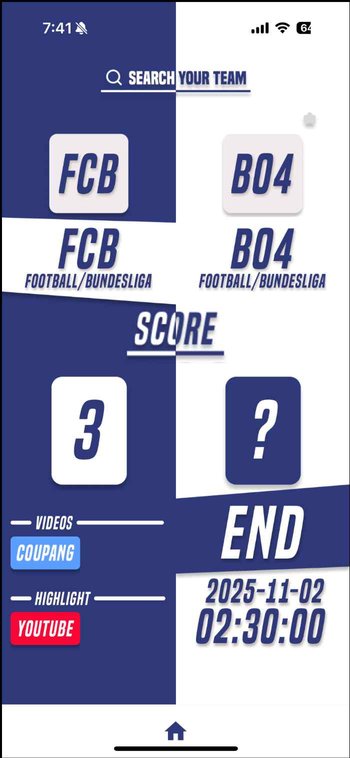 7:41
64
SEARCH YOUR TEAM
FCB
B04
FCB
FOOTBALL/BUNDESLIGA
B04
FOOTBALL/BUNDESLIGA
SCORE
3
?
VIDEOS
COUPANG
HIGHLIGHT
YOUTUBE
END
2025-11-02
02:30:00